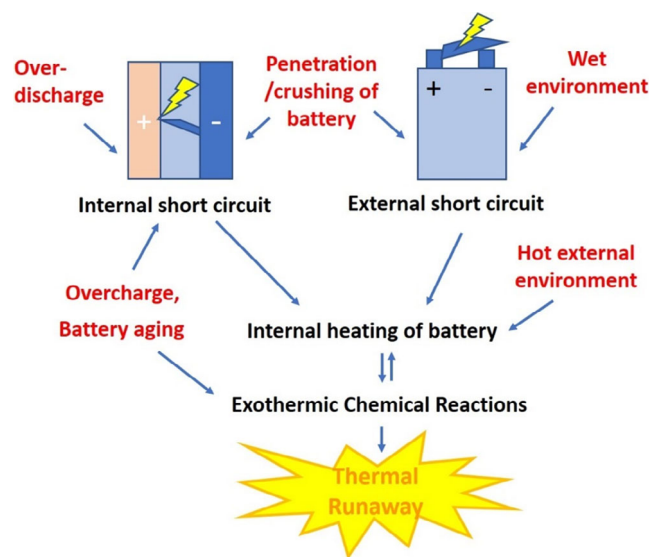 Over-
discharge
Penetration
/crushing of
battery
Wet
environment
+ -
+ -
Internal short circuit
External short circuit
Hot external
environment
Overcharge,
Battery aging
Internal heating of battery
Exothermic Chemical Reactions
Thermal
Runaway